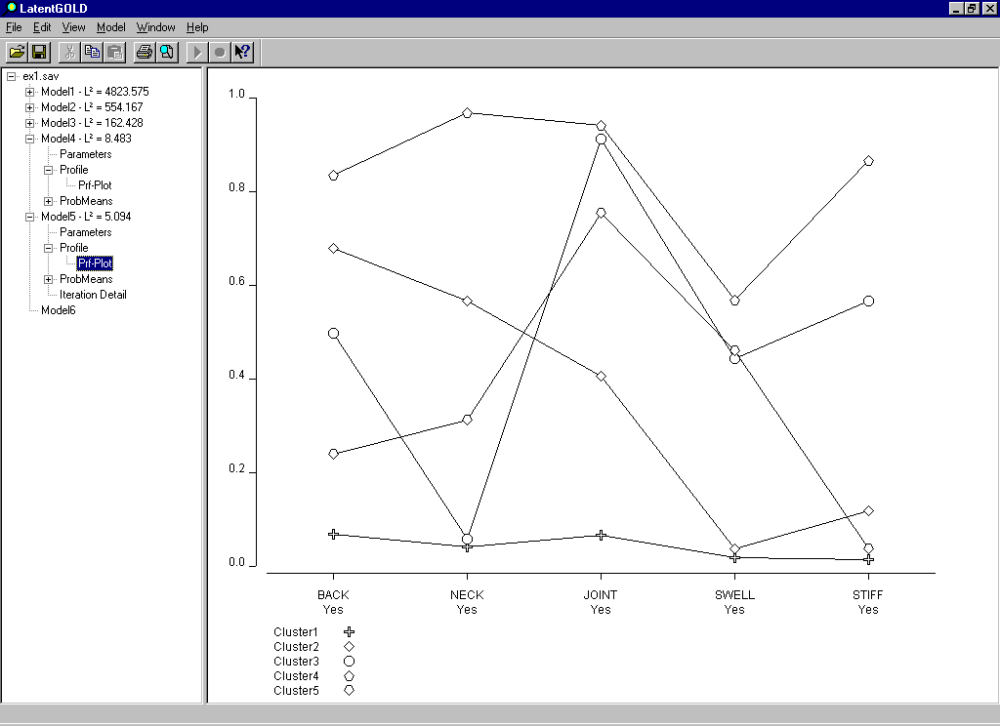 LatentGOLD
File Edit View Model Window Help
ex1.sav
Model1 - L² = 4823.575
Model2 - L² = 554.167
Model3 - L² = 162.428
Model4 - L² = 8.483
Parameters
Profile
Prf-Plot
ProbMeans
Model5 - L² = 5.094
Parameters
Profile
Prf-Plot
ProbMeans
Iteration Detail
Model6
1.0
0.8
0.6
0.4
0.2
0.0
BACK NECK JOINT SWELL STIFF
Yes Yes Yes Yes Yes
Cluster1
Cluster2
Cluster3
Cluster4
Cluster5